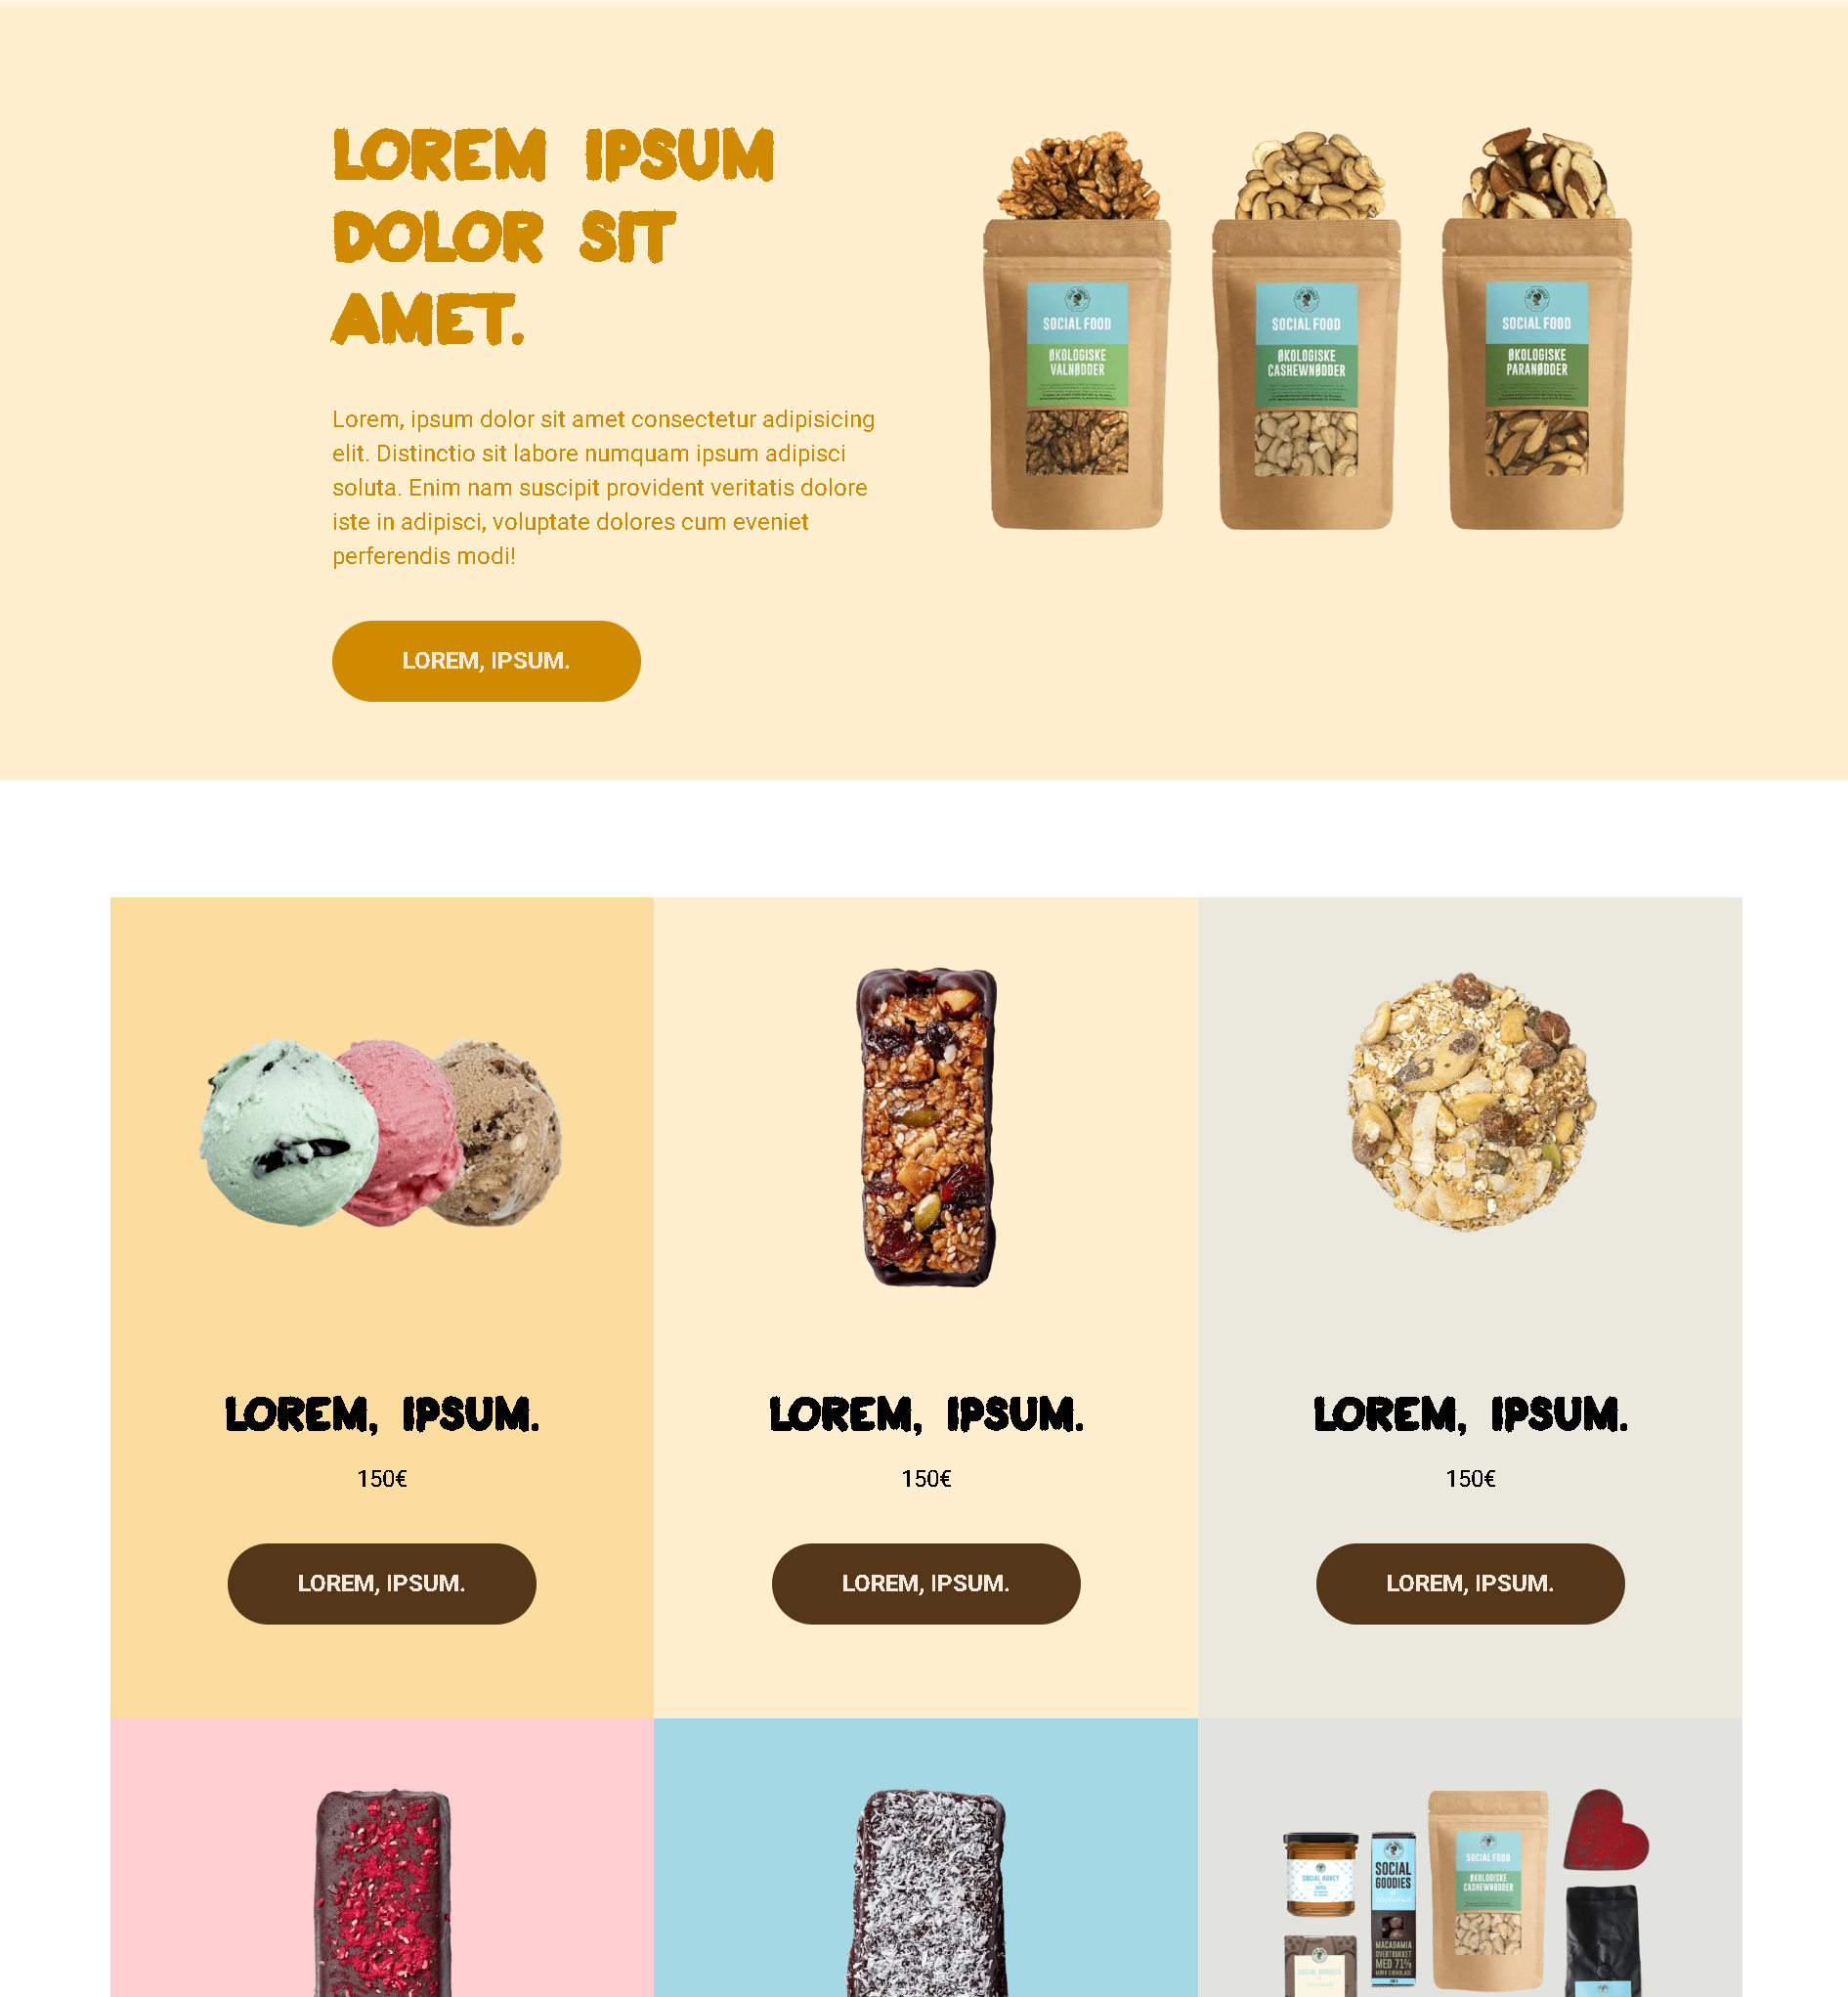 LOREM IPSUM
DOLOR SIT
AMET.
Lorem, ipsum dolor sit amet consectetur adipisicing
elit. Distinctio sit labore numquam ipsum adipisci
soluta. Enim nam suscipit provident veritatis dolore
iste in adipisci, voluptate dolores cum eveniet
perferendis modi!
LOREM, IPSUM.
SOCIAL FOOD
ØKOLOGISKE
VALNØDDER
SOCIAL FOOD
ØKOLOGISKE
CASHEWNØDDER
SOCIAL FOOD
ØKOLOGISKE
PARANØDDER
LOREM, IPSUM.
150€
LOREM, IPSUM.
LOREM, IPSUM.
150€
LOREM, IPSUM.
LOREM, IPSUM.
150€
LOREM, IPSUM.
SOCIAL HONEY
SOCIAL
GOODIES
COCOAFAIR
MACADAMIA
OVERTRUKKET
MED 71%
MØRK CHOKOLADE
SOCIAL FOOD
ØKOLOGISKE
CASHEWNØDDER
SOCIAL GOODIES